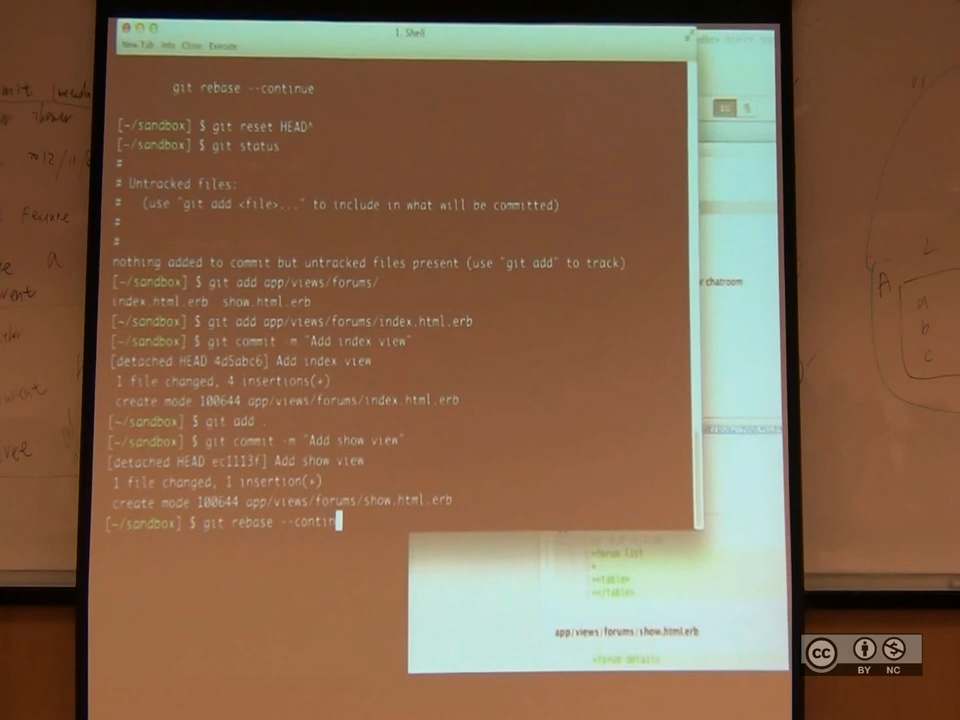 1. Shell
New Tab Info Close Execute
git rebase --continue
[~/sandbox] $ git reset HEAD^
[~/sandbox] $ git status
#
# Untracked files:
#   (use "git add <file>..." to include in what will be committed)
#
#
nothing added to commit but untracked files present (use "git add" to track)
[~/sandbox] $ git add app/views/forums/
index.html.erb  show.html.erb
[~/sandbox] $ git add app/views/forums/index.html.erb
[~/sandbox] $ git commit -m "Add index view"
[detached HEAD 4d5abc6] Add index view
1 file changed, 4 insertions(+)
create mode 100644 app/views/forums/index.html.erb
[~/sandbox] $ git add .
[~/sandbox] $ git commit -m "Add show view"
[detached HEAD ec1113f] Add show view
1 file changed, 1 insertion(+)
create mode 100644 app/views/forums/show.html.erb
[~/sandbox] $ git rebase --contin
chatroom
+forum list
+
+<table>
+</table>
app/views/forums/show.html.erb
+forum details
Feature
a
A
a
b
c
cc
BY NC